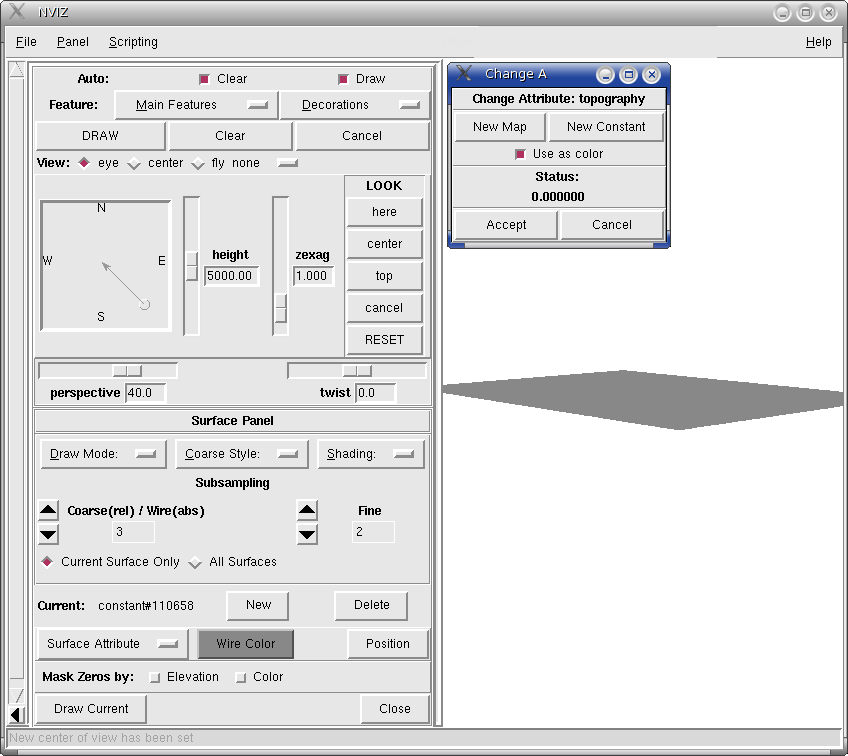 NVIZ
File Panel Scripting Help
Auto: Clear Draw
Feature: Main Features Decorations
DRAW Clear Cancel
View: eye center fly none
LOOK
here
center
top
cancel
RESET
N
W E
S
height
5000.00
zexag
1.000
perspective 40.0 twist 0.0
Surface Panel
Draw Mode: Coarse Style: Shading:
Subsampling
Coarse(rel) / Wire(abs) Fine
3 2
Current Surface Only All Surfaces
Current: constant#110658 New Delete
Surface Attribute Wire Color Position
Mask Zeros by: Elevation Color
Draw Current Close
New center of view has been set
Change A
Change Attribute: topography
New Map New Constant
Use as color
Status:
0.000000
Accept Cancel